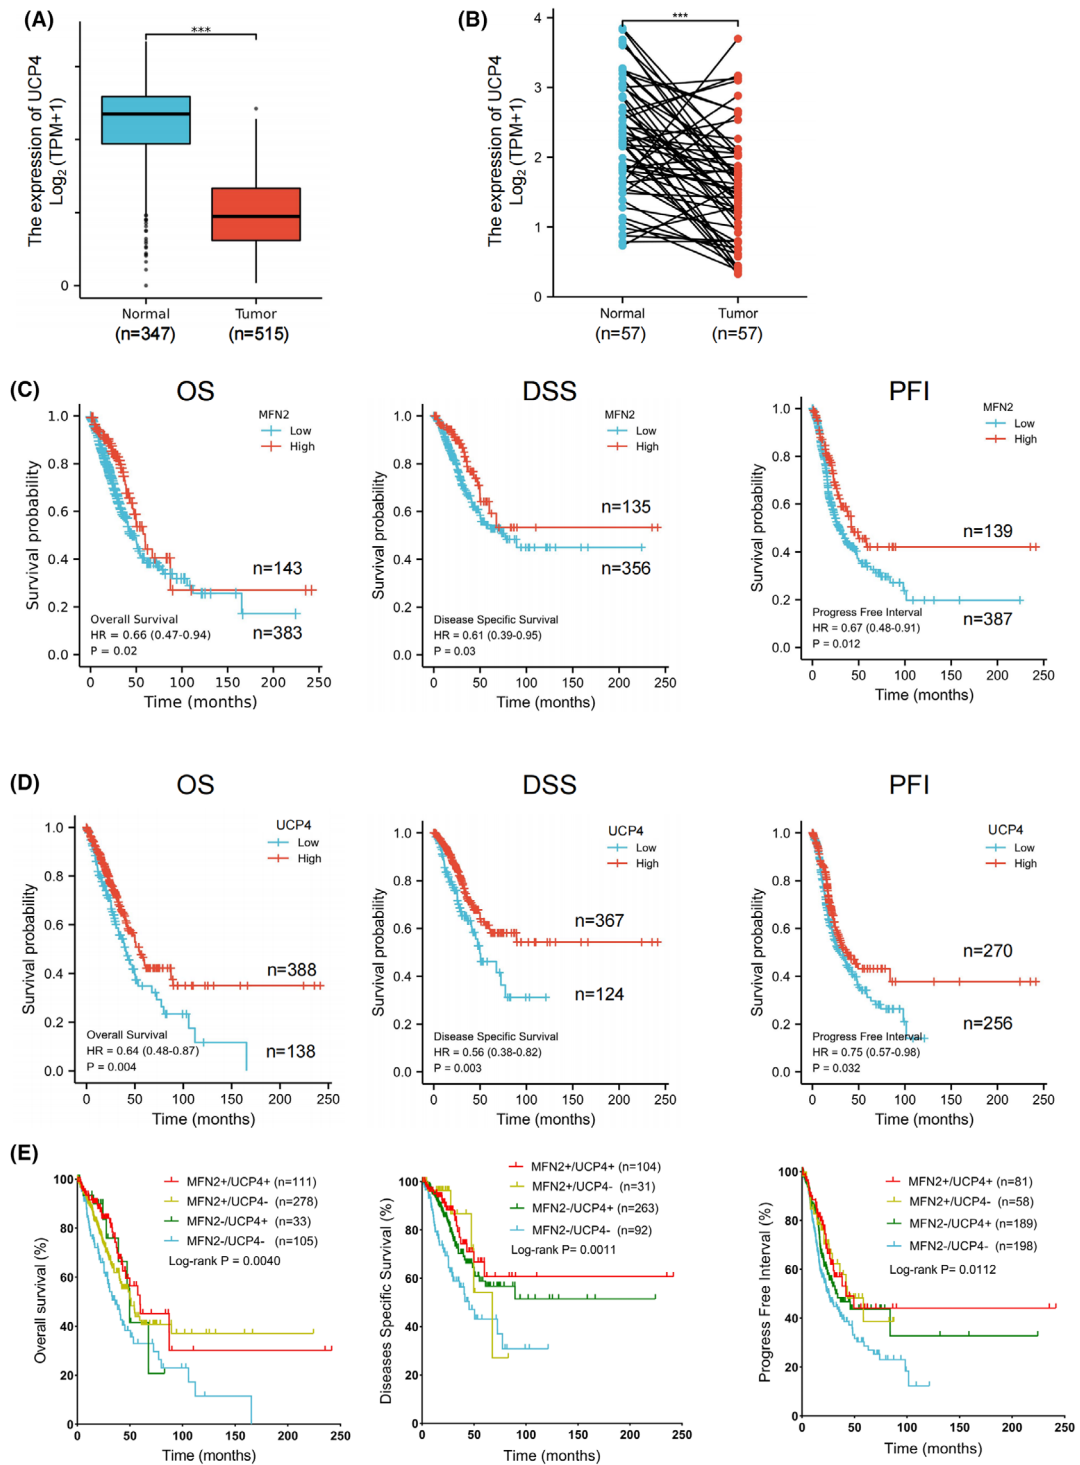 (A)
The expression of UCP4
Log2 (TPM+1)
***
0
Normal
(n=347)
Tumor
(n=515)
(B)
The expression of UCP4
Log2 (TPM+1)
***
4
3
2
1
0
Normal
(n=57)
Tumor
(n=57)
(C)
OS
Survival probability
1.0
0.8
0.6
0.4
0.2
0.0
MFN2
Low
High
n=143
n=383
Overall Survival
HR = 0.66 (0.47-0.94)
P = 0.02
0 50 100 150 200 250
Time (months)
DSS
Survival probability
1.0
0.8
0.6
0.4
0.2
0.0
MFN2
Low
High
n=135
n=356
Disease Specific Survival
HR = 0.61 (0.39-0.95)
P = 0.03
0 50 100 150 200 250
Time (months)
PFI
Survival probability
1.0
0.8
0.6
0.4
0.2
0.0
MFN2
Low
High
n=139
n=387
Progress Free Interval
HR = 0.67 (0.48-0.91)
P = 0.012
0 50 100 150 200 250
Time (months)
(D)
OS
Survival probability
1.0
0.8
0.6
0.4
0.2
0.0
UCP4
Low
High
n=388
n=138
Overall Survival
HR = 0.64 (0.48-0.87)
P = 0.004
0 50 100 150 200 250
Time (months)
DSS
Survival probability
1.0
0.8
0.6
0.4
0.2
0.0
UCP4
Low
High
n=367
n=124
Disease Specific Survival
HR = 0.56 (0.38-0.82)
P = 0.003
0 50 100 150 200 250
Time (months)
PFI
Survival probability
1.0
0.8
0.6
0.4
0.2
0.0
UCP4
Low
High
n=270
n=256
Progress Free Interval
HR = 0.75 (0.57-0.98)
P = 0.032
0 50 100 150 200 250
Time (months)
(E)
Overall survival (%)
100
80
60
40
20
0
MFN2+/UCP4+ (n=111)
MFN2+/UCP4- (n=278)
MFN2-/UCP4+ (n=33)
MFN2-/UCP4- (n=105)
Log-rank P = 0.0040
0 50 100 150 200 250
Time (months)
Diseases Specific Survival (%)
100
80
60
40
20
0
MFN2+/UCP4+ (n=104)
MFN2+/UCP4- (n=31)
MFN2-/UCP4+ (n=263)
MFN2-/UCP4- (n=92)
Log-rank P= 0.0011
0 50 100 150 200 250
Time (months)
Progress Free Interval (%)
100
80
60
40
20
0
MFN2+/UCP4+ (n=81)
MFN2+/UCP4- (n=58)
MFN2-/UCP4+ (n=189)
MFN2-/UCP4- (n=198)
Log-rank P= 0.0112
0 50 100 150 200 250
Time (months)